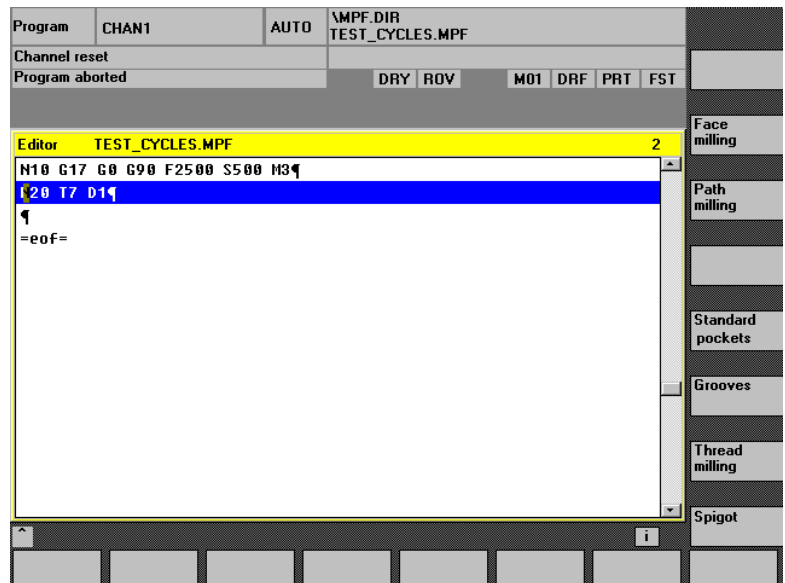 Program
CHAN1
AUTO
\MPF.DIR
TEST_CYCLES.MPF
Channel reset
Program aborted
DRY ROV M01 DRF PRT FST
Editor TEST_CYCLES.MPF 2
N10 G17 G0 G90 F2500 S500 M3¶
N20 T7 D1¶
¶
=eof=
Face
milling
Path
milling
Standard
pockets
Grooves
Thread
milling
Spigot
^
i